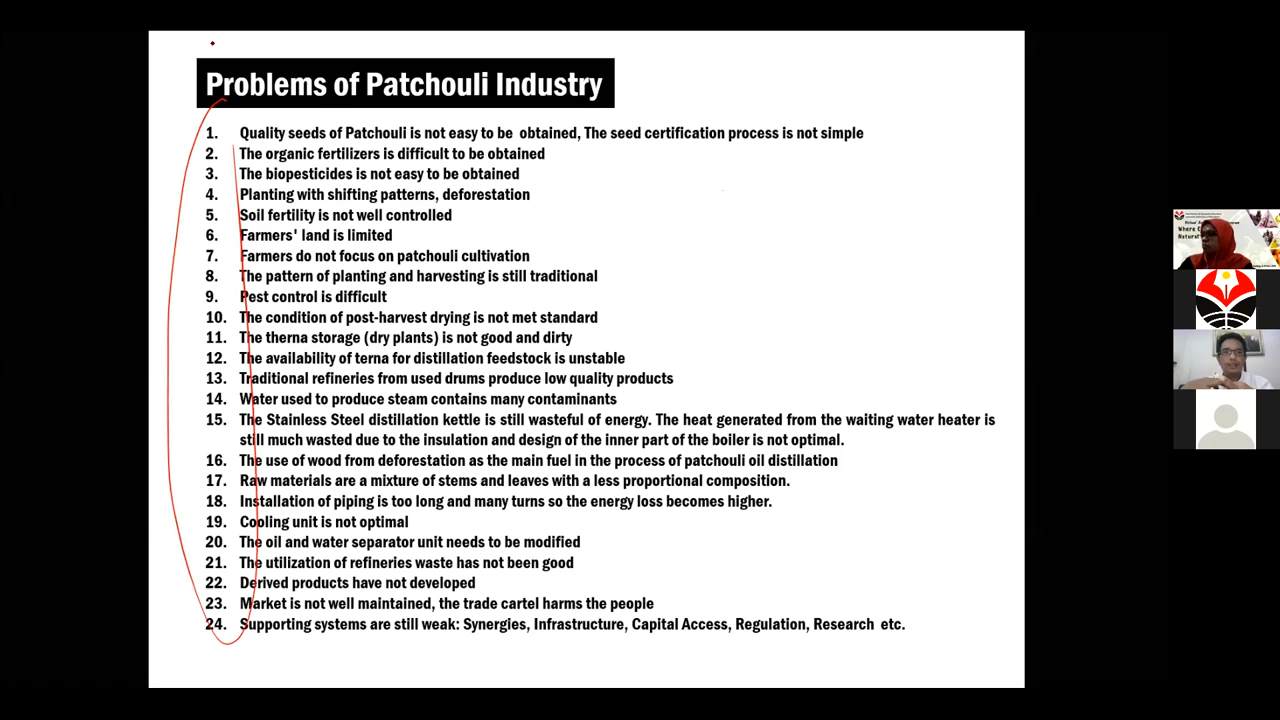 Problems of Patchouli Industry
1. Quality seeds of Patchouli is not easy to be obtained, The seed certification process is not simple
2. The organic fertilizers is difficult to be obtained
3. The biopesticides is not easy to be obtained
4. Planting with shifting patterns, deforestation
5. Soil fertility is not well controlled
6. Farmers' land is limited
7. Farmers do not focus on patchouli cultivation
8. The pattern of planting and harvesting is still traditional
9. Pest control is difficult
10. The condition of post-harvest drying is not met standard
11. The therna storage (dry plants) is not good and dirty
12. The availability of terna for distillation feedstock is unstable
13. Traditional refineries from used drums produce low quality products
14. Water used to produce steam contains many contaminants
15. The Stainless Steel distillation kettle is still wasteful of energy. The heat generated from the waiting water heater is
still much wasted due to the insulation and design of the inner part of the boiler is not optimal.
16. The use of wood from deforestation as the main fuel in the process of patchouli oil distillation
17. Raw materials are a mixture of stems and leaves with a less proportional composition.
18. Installation of piping is too long and many turns so the energy loss becomes higher.
19. Cooling unit is not optimal
20. The oil and water separator unit needs to be modified
21. The utilization of refineries waste has not been good
22. Derived products have not developed
23. Market is not well maintained, the trade cartel harms the people
24. Supporting systems are still weak: Synergies, Infrastructure, Capital Access, Regulation, Research etc.
Where C
Natural